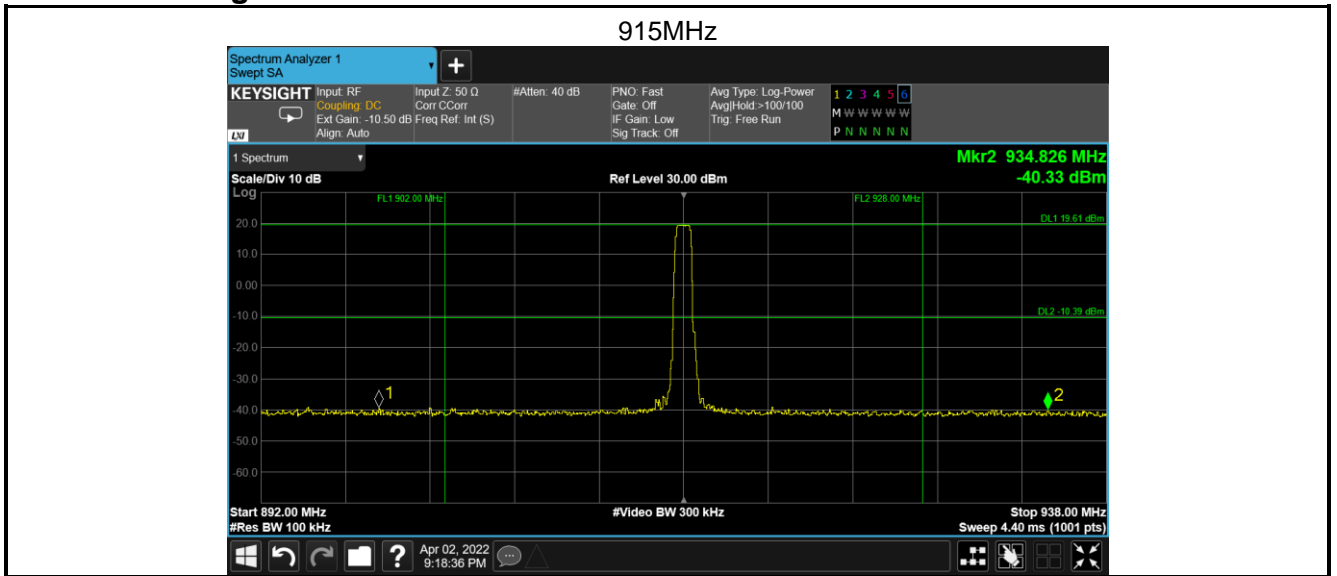 915MHz
Spectrum Analyzer 1
Swept SA
+
KEYSIGHT
LXI
Input: RF
Coupling: DC
Ext Gain: -10.50 dB
Align: Auto
Input Z: 50 Ω
Corr CCorr
Freq Ref: Int (S)
#Atten: 40 dB
PNO: Fast
Gate: Off
IF Gain: Low
Sig Track: Off
Avg Type: Log-Power
Avg|Hold:>100/100
Trig: Free Run
1 2 3 4 5 6
M W W W W W
P N N N N N
1 Spectrum
Mkr2 934.826 MHz
-40.33 dBm
Scale/Div 10 dB
Ref Level 30.00 dBm
Log
FL1 902.00 MHz
FL2 928.00 MHz
DL1 19.61 dBm
20.0
10.0
0.00
DL2 -10.39 dBm
-10.0
-20.0
-30.0
1
2
-40.0
-50.0
-60.0
Start 892.00 MHz
#Video BW 300 kHz
Stop 938.00 MHz
#Res BW 100 kHz
Sweep 4.40 ms (1001 pts)
?
Apr 02, 2022
9:18:36 PM